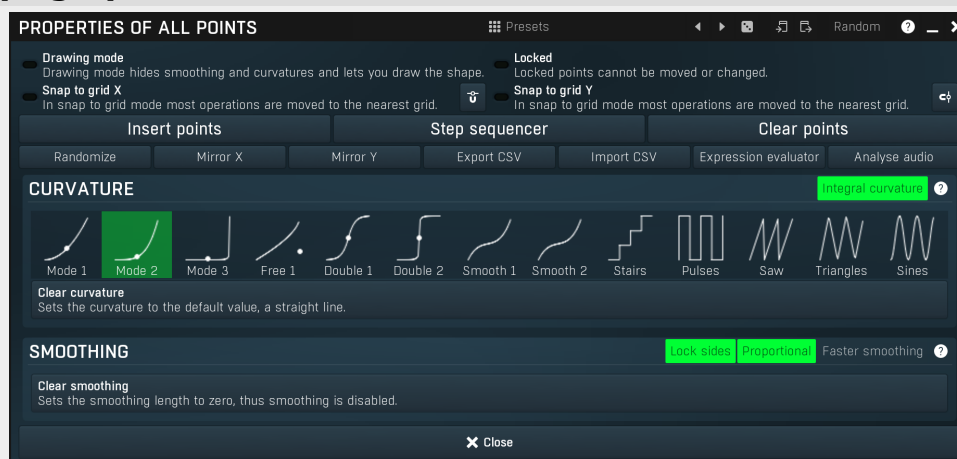 PROPERTIES OF ALL POINTS
Presets
Random
?
Drawing mode
Drawing mode hides smoothing and curvatures and lets you draw the shape.
Locked
Locked points cannot be moved or changed.
Snap to grid X
In snap to grid mode most operations are moved to the nearest grid.
Snap to grid Y
In snap to grid mode most operations are moved to the nearest grid.
Insert points
Step sequencer
Clear points
Randomize
Mirror X
Mirror Y
Export CSV
Import CSV
Expression evaluator
Analyse audio
CURVATURE
Integral curvature
?
Mode 1
Mode 2
Mode 3
Free 1
Double 1
Double 2
Smooth 1
Smooth 2
Stairs
Pulses
Saw
Triangles
Sines
Clear curvature
Sets the curvature to the default value, a straight line.
SMOOTHING
Lock sides
Proportional
Faster smoothing
?
Clear smoothing
Sets the smoothing length to zero, thus smoothing is disabled.
Close